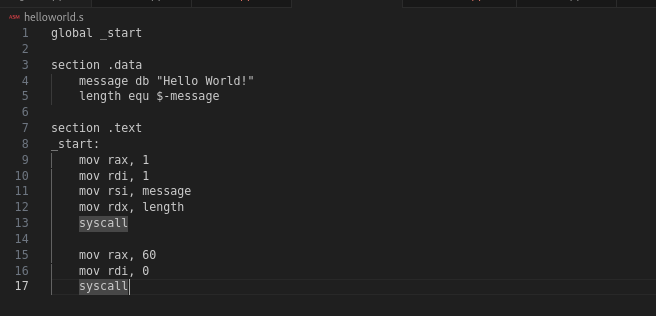 ASM helloworld.s
1 global _start
2
3 section .data
4 message db "Hello World!"
5 length equ $-message
6
7 section .text
8 _start:
9 mov rax, 1
10 mov rdi, 1
11 mov rsi, message
12 mov rdx, length
13 syscall
14
15 mov rax, 60
16 mov rdi, 0
17 syscall